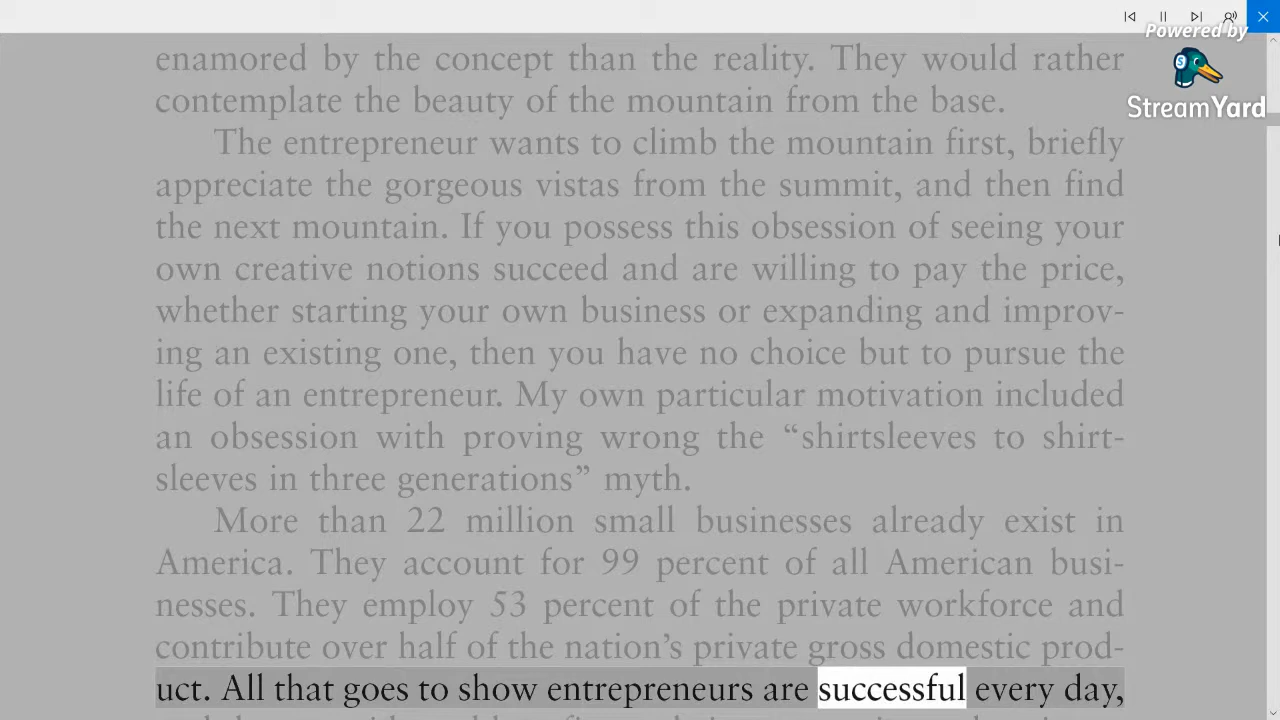 Powered by
StreamYard
enamored by the concept than the reality. They would rather
contemplate the beauty of the mountain from the base.
The entrepreneur wants to climb the mountain first, briefly
appreciate the gorgeous vistas from the summit, and then find
the next mountain. If you possess this obsession of seeing your
own creative notions succeed and are willing to pay the price,
whether starting your own business or expanding and improv-
ing an existing one, then you have no choice but to pursue the
life of an entrepreneur. My own particular motivation included
an obsession with proving wrong the “shirtsleeves to shirt-
sleeves in three generations” myth.
More than 22 million small businesses already exist in
America. They account for 99 percent of all American busi-
nesses. They employ 53 percent of the private workforce and
contribute over half of the nation’s private gross domestic prod-
uct. All that goes to show entrepreneurs are successful every day,